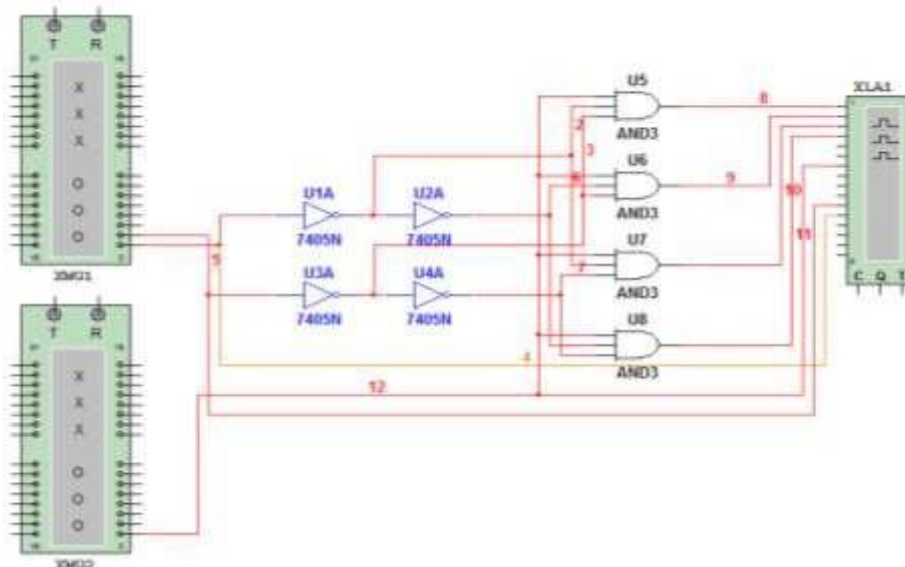 T R
X
X
X
O
O
O
XWG1
T R
X
X
X
O
O
O
XWG2
U1A
7405N
U2A
7405N
U3A
7405N
U4A
7405N
5
12
4
U5
AND3
2
3
U6
AND3
U7
AND3
7
U8
AND3
8
9
10
11
XLA1
C Q T